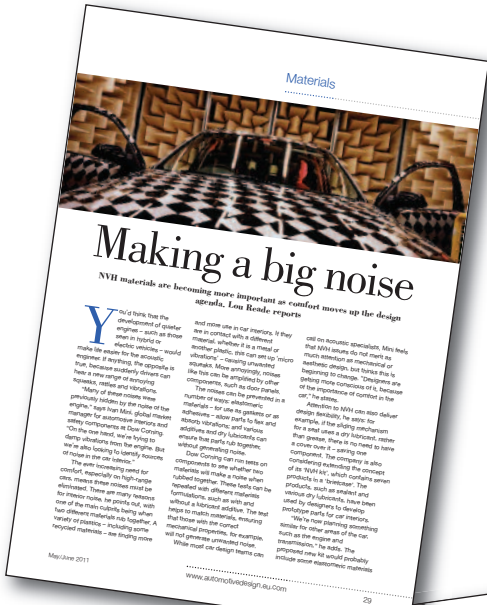 Materials
Making a big noise
NVH materials are becoming more important as comfort moves up the design
agenda, Lou Reade reports
You'd think that the
development of quieter
engines – such as those
seen in hybrid or
electric vehicles – would
make life easier for the acoustic
engineer. If anything, the opposite is
true, because suddenly drivers can
hear a new range of annoying
squeaks, rattles and vibrations.
"Many of these noises were
previously hidden by the noise of the
engine," says Ivan Mini, global market
manager for automotive interiors and
safety components at Dow Corning.
"On the one hand, we're trying to
damp vibrations from the engine. But
we're also looking to identify sources
of noise in the car interior."
The ever increasing need for
comfort, especially on high-range
cars, means these noises must be
eliminated. There are many reasons
for interior noise, he points out, with
one of the main culprits being when
two different materials rub together. A
variety of plastics – including some
recycled materials – are finding more
and more use in car interiors. If they
are in contact with a different
material, whether it is a metal or
another plastic, this can set up 'micro
vibrations' – causing unwanted
squeaks. More annoyingly, noises
like this can be amplified by other
components, such as door panels.
The noises can be prevented in a
number of ways: elastomeric
materials – for use as gaskets or as
adhesives – allow parts to flex and
absorb vibrations; and various
additives and dry lubricants can
ensure that parts rub together,
without generating noise.
Dow Corning can run tests on
components to see whether two
materials will make a noise when
rubbed together. These tests can be
repeated with different materials
formulations, such as with and
without a lubricant additive. The test
helps to match materials, ensuring
that those with the correct
mechanical properties, for example,
will not generate unwanted noise.
While most car design teams can
call on acoustic specialists, Mini feels
that NVH issues do not merit as
much attention as mechanical or
aesthetic design, but thinks this is
beginning to change. "Designers are
getting more conscious of it, because
of the importance of comfort in the
car," he states.
Attention to NVH can also deliver
design flexibility, he says: for
example, if the sliding mechanism
for a seat uses a dry lubricant, rather
than grease, there is no need to have
a cover over it – saving one
component. The company is also
considering extending the concept
of its 'NVH kit', which contains seven
products in a 'briefcase'. The
products, such as sealant and
various dry lubricants, have been
used by designers to develop
prototype parts for car interiors.
"We're now planning something
similar for other areas of the car,
such as the engine and
transmission," he adds. The
proposed new kit would probably
include some elastomeric materials
May/June 2011
www.automotivedesign.eu.com
29